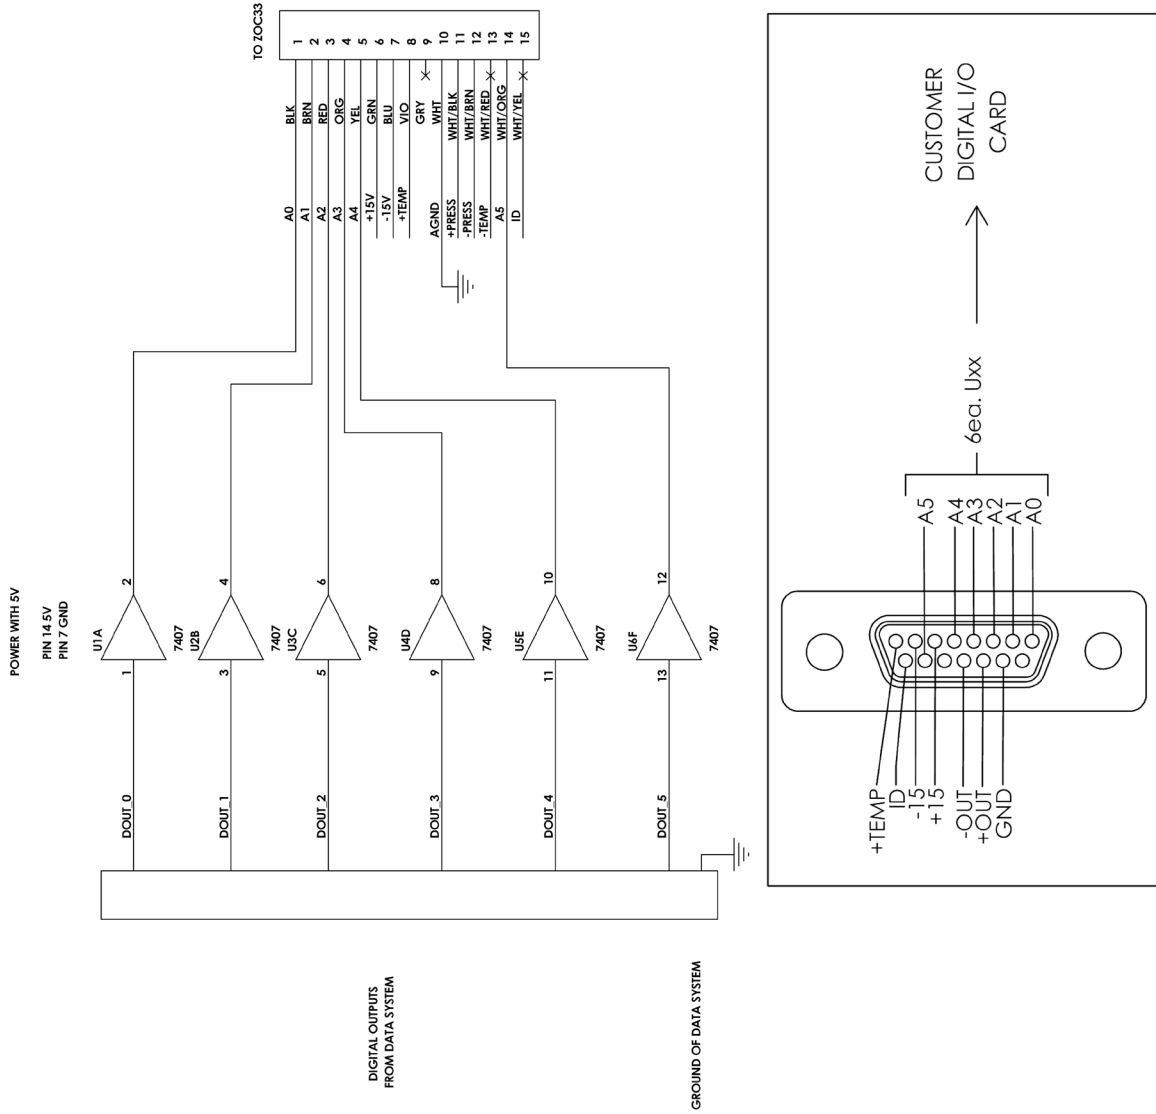 TO ZOC33
1
2
3
4
5
6
7
8
9
10
11
12
13
14
15
BLK
BRN
RED
ORG
YEL
GRN
BLU
VIO
GRY
WHT
WHT/BLK
WHT/BRN
WHT/RED
WHT/ORG
WHT/YEL
A0
A1
A2
A3
A4
+15V
-15V
+TEMP
AGND
+PRESS
-PRESS
-TEMP
A5
ID
POWER WITH 5V
PIN 14 5V
PIN 7 GND
U1A
1
2
7407
U2B
3
4
7407
U3C
5
6
7407
U4D
9
8
7407
U5E
11
10
7407
U6F
13
12
7407
DOUT_0
DOUT_1
DOUT_2
DOUT_3
DOUT_4
DOUT_5
DIGITAL OUTPUTS
FROM DATA SYSTEM
GROUND OF DATA SYSTEM
CUSTOMER
DIGITAL I/O
CARD
6ea. Uxx
A5
A4
A3
A2
A1
A0
+TEMP
ID
-15
+15
-OUT
+OUT
GND